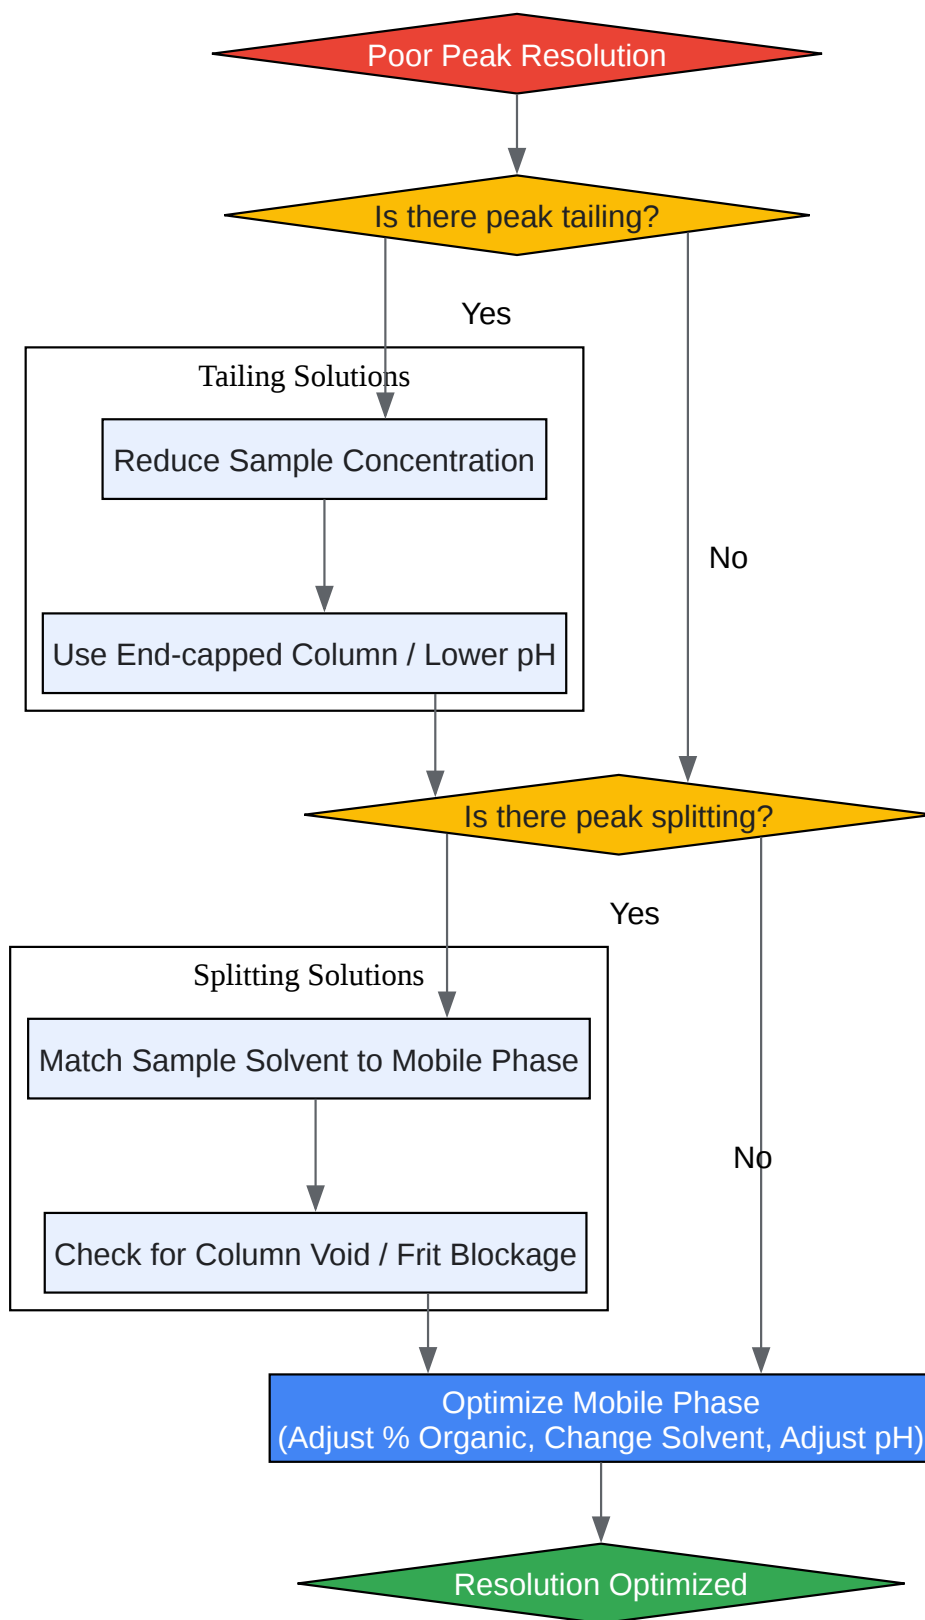 Poor Peak Resolution
Is there peak tailing?
Yes
Tailing Solutions
Reduce Sample Concentration
No
Use End-capped Column / Lower pH
Is there peak splitting?
Yes
Splitting Solutions
Match Sample Solvent to Mobile Phase
No
Check for Column Void / Frit Blockage
Optimize Mobile Phase
(Adjust % Organic, Change Solvent, Adjust pH)
Resolution Optimized